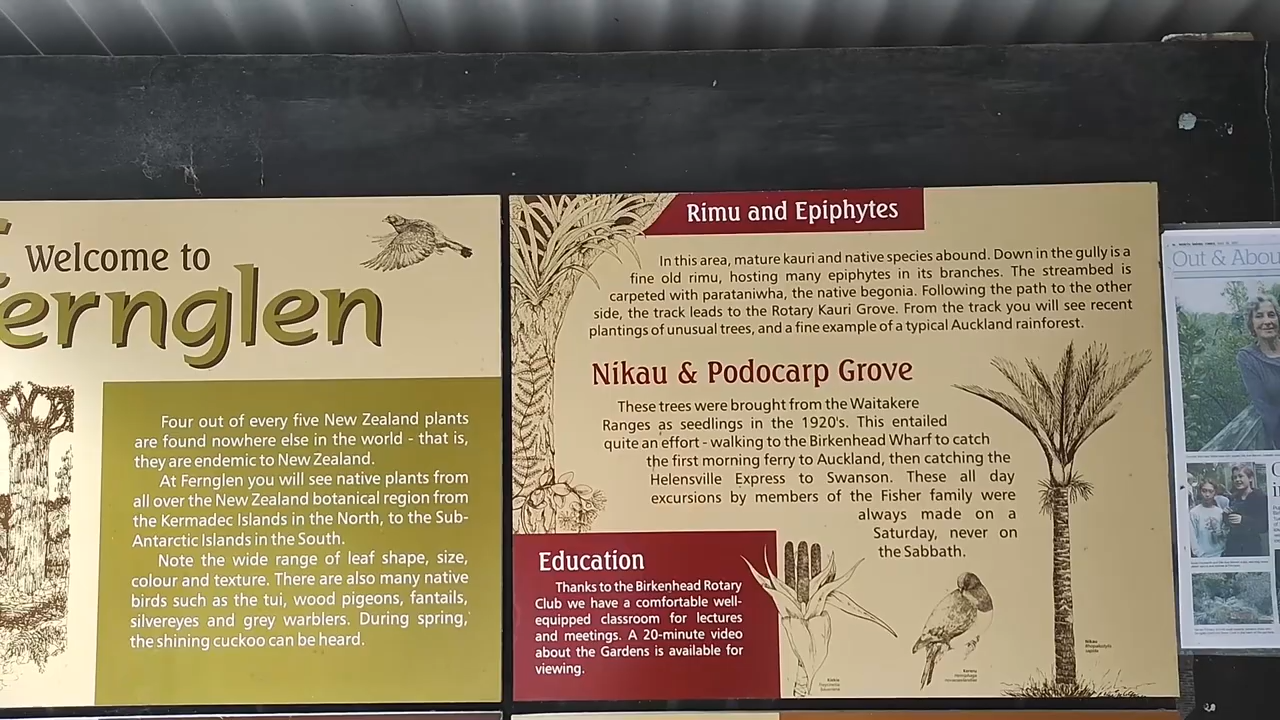 Welcome to
Fernglen
Four out of every five New Zealand plants
are found nowhere else in the world - that is,
they are endemic to New Zealand.
At Fernglen you will see native plants from
all over the New Zealand botanical region from
the Kermadec Islands in the North, to the Sub-
Antarctic Islands in the South.
Note the wide range of leaf shape, size,
colour and texture. There are also many native
birds such as the tui, wood pigeons, fantails,
silvereyes and grey warblers. During spring,
the shining cuckoo can be heard.
Rimu and Epiphytes
In this area, mature kauri and native species abound. Down in the gully is a
fine old rimu, hosting many epiphytes in its branches. The streambed is
carpeted with parataniwha, the native begonia. Following the path to the other
side, the track leads to the Rotary Kauri Grove. From the track you will see recent
plantings of unusual trees, and a fine example of a typical Auckland rainforest.
Nikau & Podocarp Grove
These trees were brought from the Waitakere
Ranges as seedlings in the 1920's. This entailed
quite an effort - walking to the Birkenhead Wharf to catch
the first morning ferry to Auckland, then catching the
Helensville Express to Swanson. These all day
excursions by members of the Fisher family were
always made on a
Saturday, never on
the Sabbath.
Education
Thanks to the Birkenhead Rotary
Club we have a comfortable well-
equipped classroom for lectures
and meetings. A 20-minute video
about the Gardens is available for
viewing.
Nikau
Out & Abou